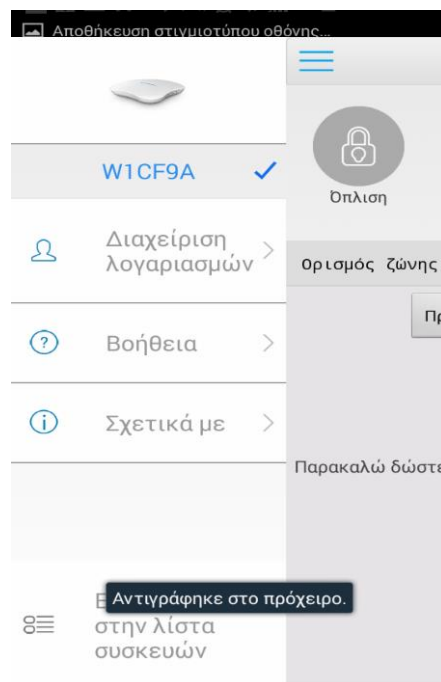 Αποθήκευση στιγμιοτύπου οθόνης...
W1CF9A
Διαχείριση
λογαριασμών
Βοήθεια
Σχετικά με
Αντιγράφηκε στο πρόχειρο.
στην λίστα
συσκευών
Όπλιση
Ορισμός ζώνης
Παρακαλώ δώστε